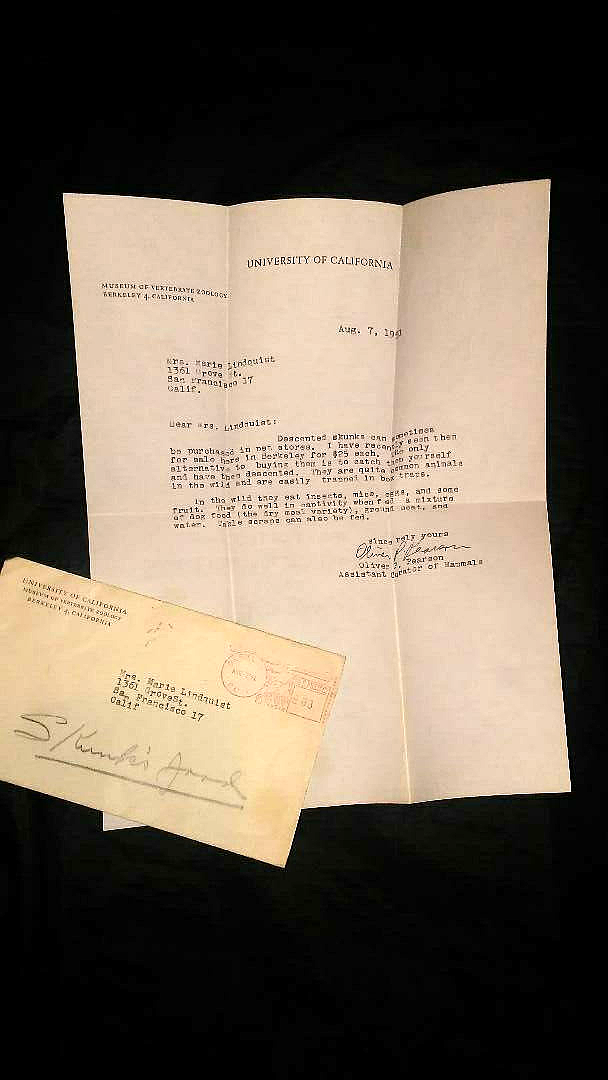 UNIVERSITY OF CALIFORNIA
MUSEUM OF VERTEBRATE ZOOLOGY
BERKELEY 4, CALIFORNIA
Aug. 7,
Mrs. Marie Lindquist
1361 Grove St.
San Francisco 17
Calif.
Dear Mrs. Lindquist:
Descented skunks can sometimes
be purchased in pet stores. I have recently seen them
for sale here in Berkeley for $25 each. The only
alternative to buying them is to catch them yourself
and have them descented. They are quite common animals
in the wild and are easily trapped in box traps.
In the wild they eat insects, mice, eggs, and some
fruit. They do well in captivity when fed a mixture
of dog food (the dry meal variety), ground meat, and
water. Table scraps can also be fed.
Sincerely yours
Oliver P. Pearson
Oliver P. Pearson
Assistant Curator of Mammals
UNIVERSITY OF CALIFORNIA
MUSEUM OF VERTEBRATE ZOOLOGY
BERKELEY 4, CALIFORNIA
Mrs. Marie Lindquist
1361 GroveSt.
San Francisco 17
Calif
Skunks